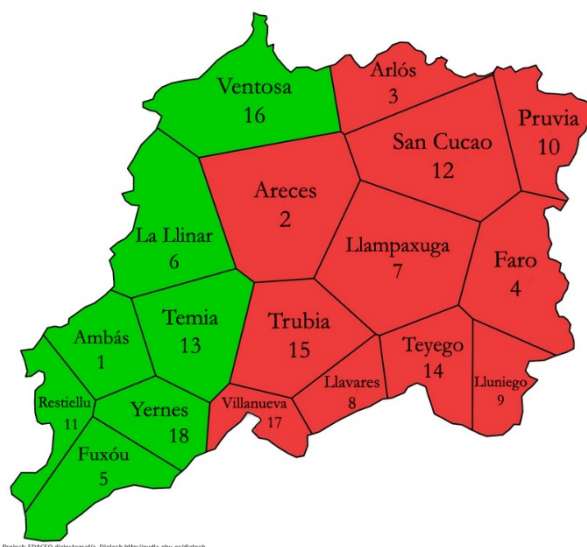 Ventosa
16
Arlós
3
Pruvia
10
San Cucao
12
Areces
2
La Llinar
6
Llampaxuga
7
Faro
4
Temia
13
Trubia
15
Ambás
1
Teyego
14
Lluniego
9
Llavares
8
Restiellu
11
Yernes
18
Villanueva
17
Fuxóu
5